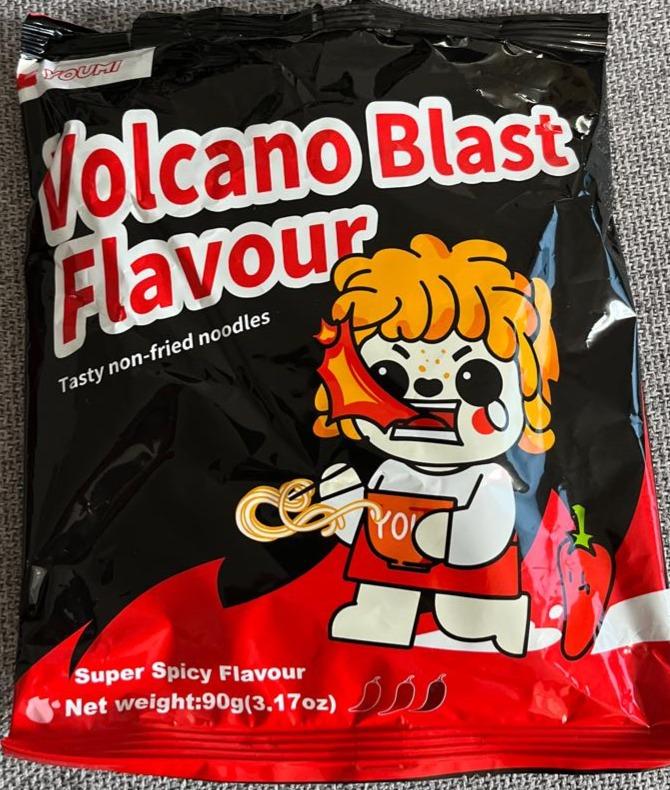 YOUMI
Volcano Blast
Flavour
Tasty non-fried noodles
YOU
Super Spicy Flavour
Net weight:90g(3.17oz)